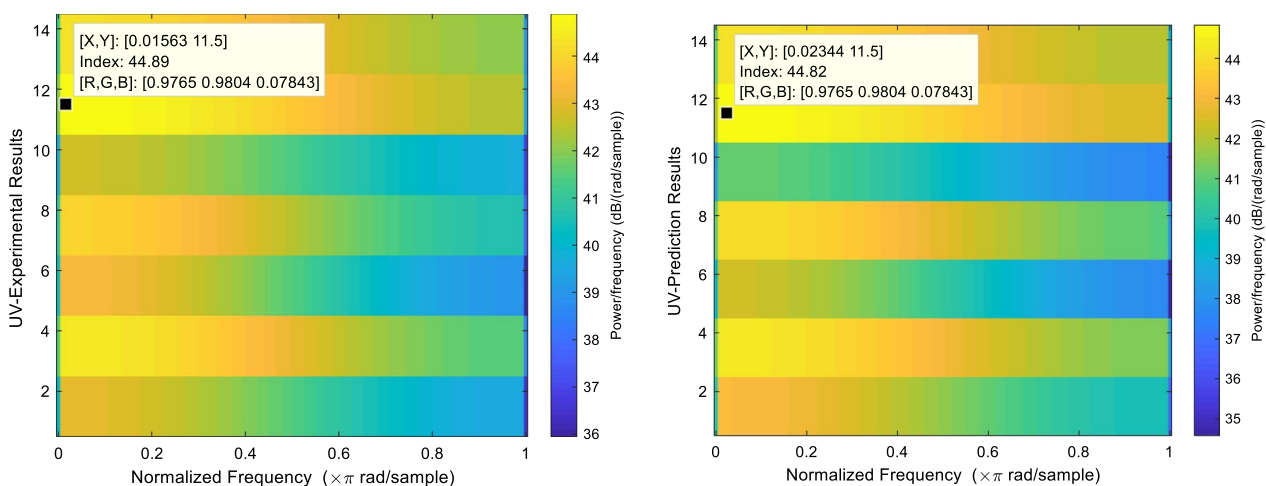 14
12
10
8
6
4
2
UV-Experimental Results
[X,Y]: [0.01563 11.5]
Index: 44.89
[R,G,B]: [0.9765 0.9804 0.07843]
0 0.2 0.4 0.6 0.8 1
Normalized Frequency (×π rad/sample)
44
43
42
41
40
39
38
37
36
Power/frequency (dB/(rad/sample))
14
12
10
8
6
4
2
UV-Prediction Results
[X,Y]: [0.02344 11.5]
Index: 44.82
[R,G,B]: [0.9765 0.9804 0.07843]
0 0.2 0.4 0.6 0.8 1
Normalized Frequency (×π rad/sample)
44
43
42
41
40
39
38
37
36
35
Power/frequency (dB/(rad/sample))